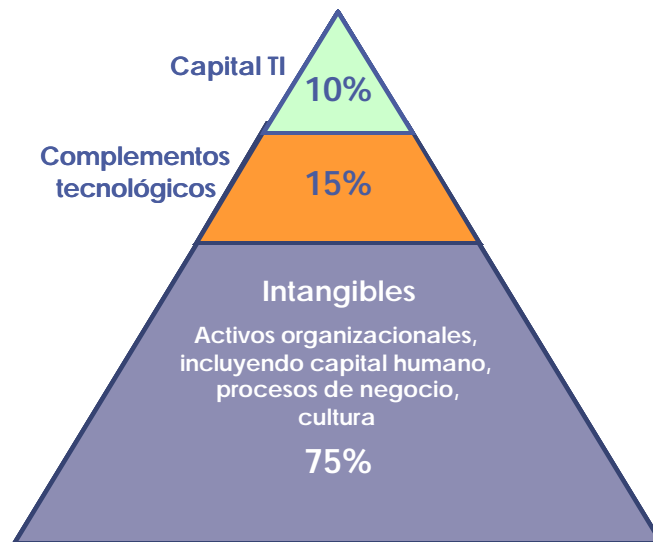 Capital TI
10%
Complementos
tecnológicos
15%
Intangibles
Activos organizacionales,
incluyendo capital humano,
procesos de negocio,
cultura
75%